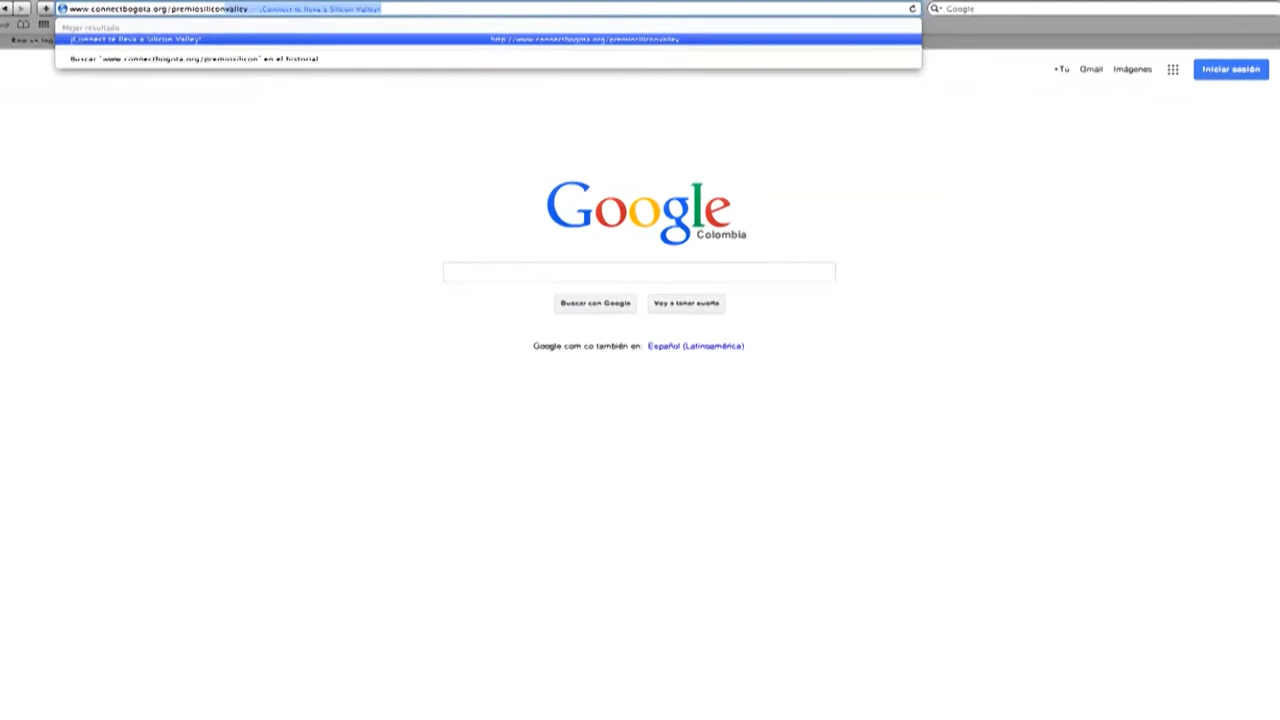 www.connectbogota.org/premiosiliconvalley - ¡Connect te lleva a Silicon Valley!
Google
Mejor resultado
¡Connect te lleva a Silicon Valley! http://www.connectbogota.org/premiosiliconvalley
Buscar "www.connectbogota.org/premiosilicon" en el historial
+Tú Gmail Imágenes Iniciar sesión
Google
Colombia
Buscar con Google Voy a tener suerte
Google.com.co también en: Español (Latinoamérica)